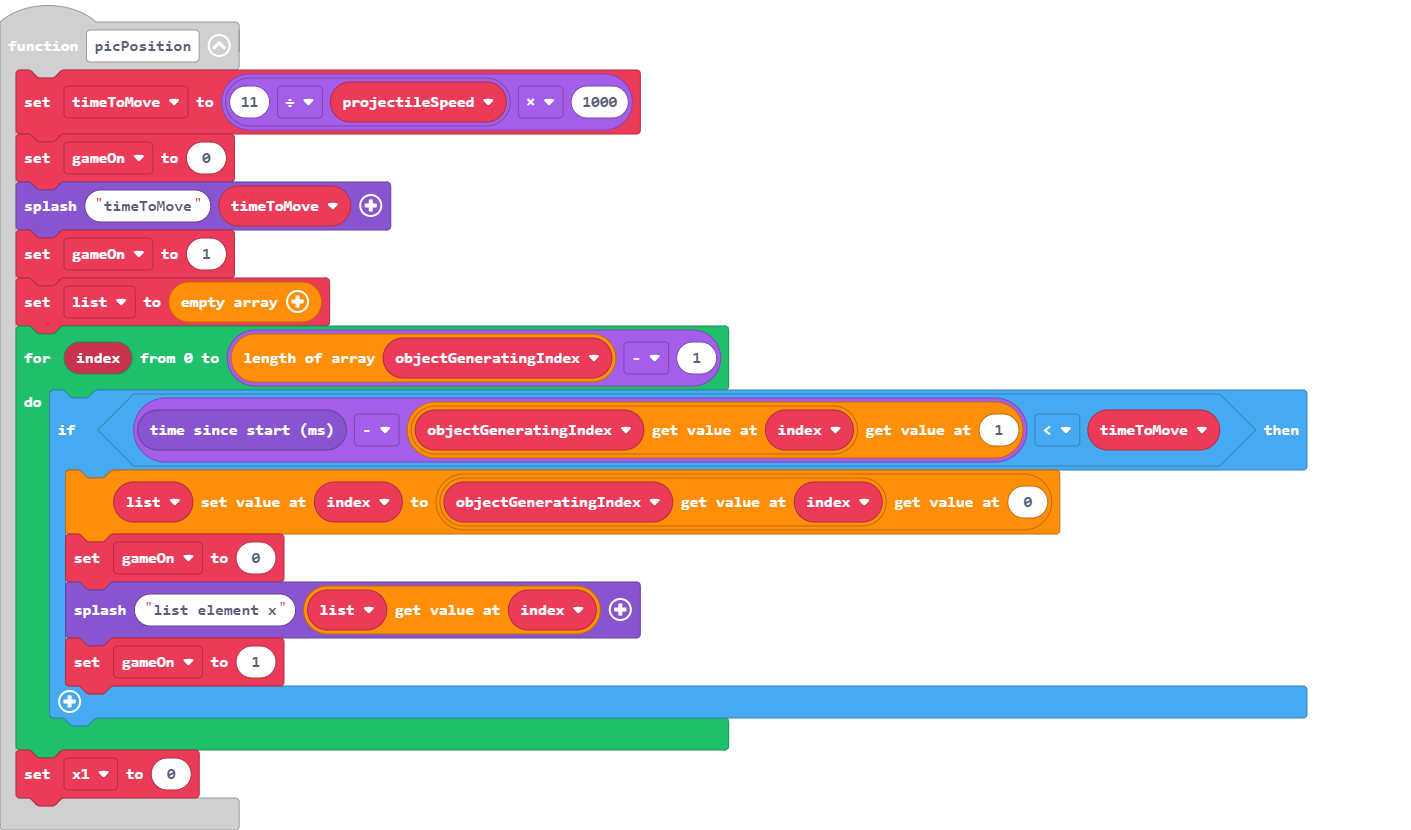 function picPosition
set timeToMove to 11 ÷ projectileSpeed × 1000
set gameOn to 0
splash "timeToMove" timeToMove
set gameOn to 1
set list to empty array
for index from 0 to length of array objectGeneratingIndex - 1
do
if time since start (ms) - objectGeneratingIndex get value at index get value at 1 < timeToMove then
list set value at index to objectGeneratingIndex get value at index get value at 0
set gameOn to 0
splash "list element x" list get value at index
set gameOn to 1
set x1 to 0